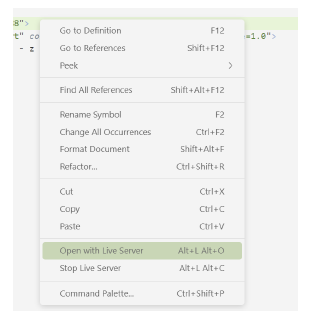 8">
t" co
=1.0">
- z
Go to Definition F12
Go to References Shift+F12
Peek >
Find All References Shift+Alt+F12
Rename Symbol F2
Change All Occurrences Ctrl+F2
Format Document Shift+Alt+F
Refactor... Ctrl+Shift+R
Cut Ctrl+X
Copy Ctrl+C
Paste Ctrl+V
Open with Live Server Alt+L Alt+O
Stop Live Server Alt+L Alt+C
Command Palette... Ctrl+Shift+P